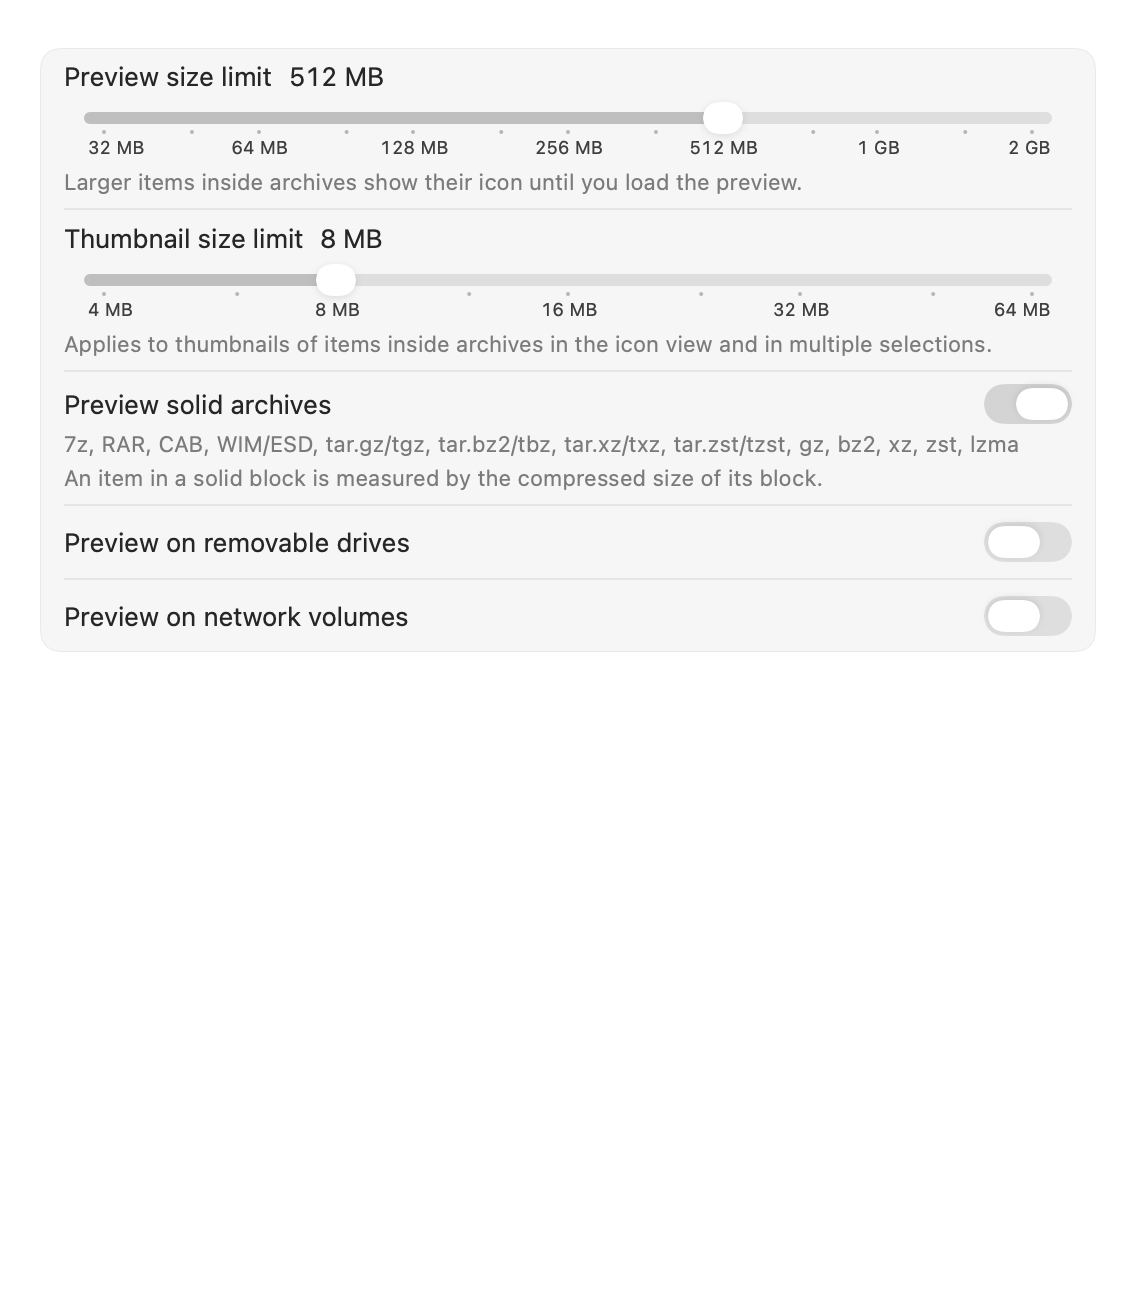 Preview size limit 512 MB
32 MB 64 MB 128 MB 256 MB 512 MB 1 GB 2 GB
Larger items inside archives show their icon until you load the preview.
Thumbnail size limit 8 MB
4 MB 8 MB 16 MB 32 MB 64 MB
Applies to thumbnails of items inside archives in the icon view and in multiple selections.
Preview solid archives
7z, RAR, CAB, WIM/ESD, tar.gz/tgz, tar.bz2/tbz, tar.xz/txz, tar.zst/tzst, gz, bz2, xz, zst, lzma
An item in a solid block is measured by the compressed size of its block.
Preview on removable drives
Preview on network volumes